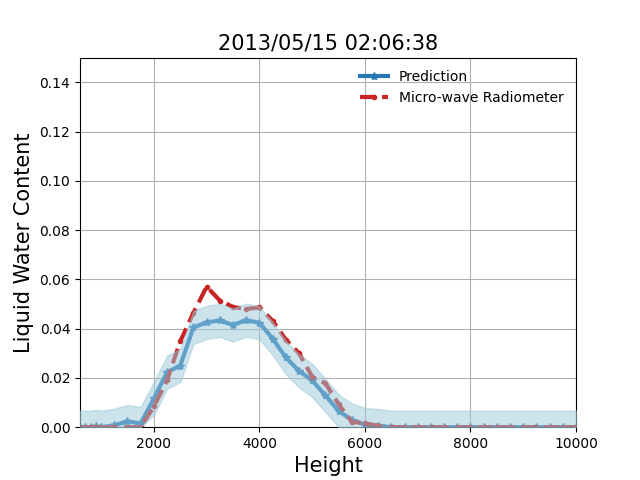 2013/05/15 02:06:38
Prediction
Micro-wave Radiometer
Liquid Water Content
0.14
0.12
0.10
0.08
0.06
0.04
0.02
0.00
2000 4000 6000 8000 10000
Height